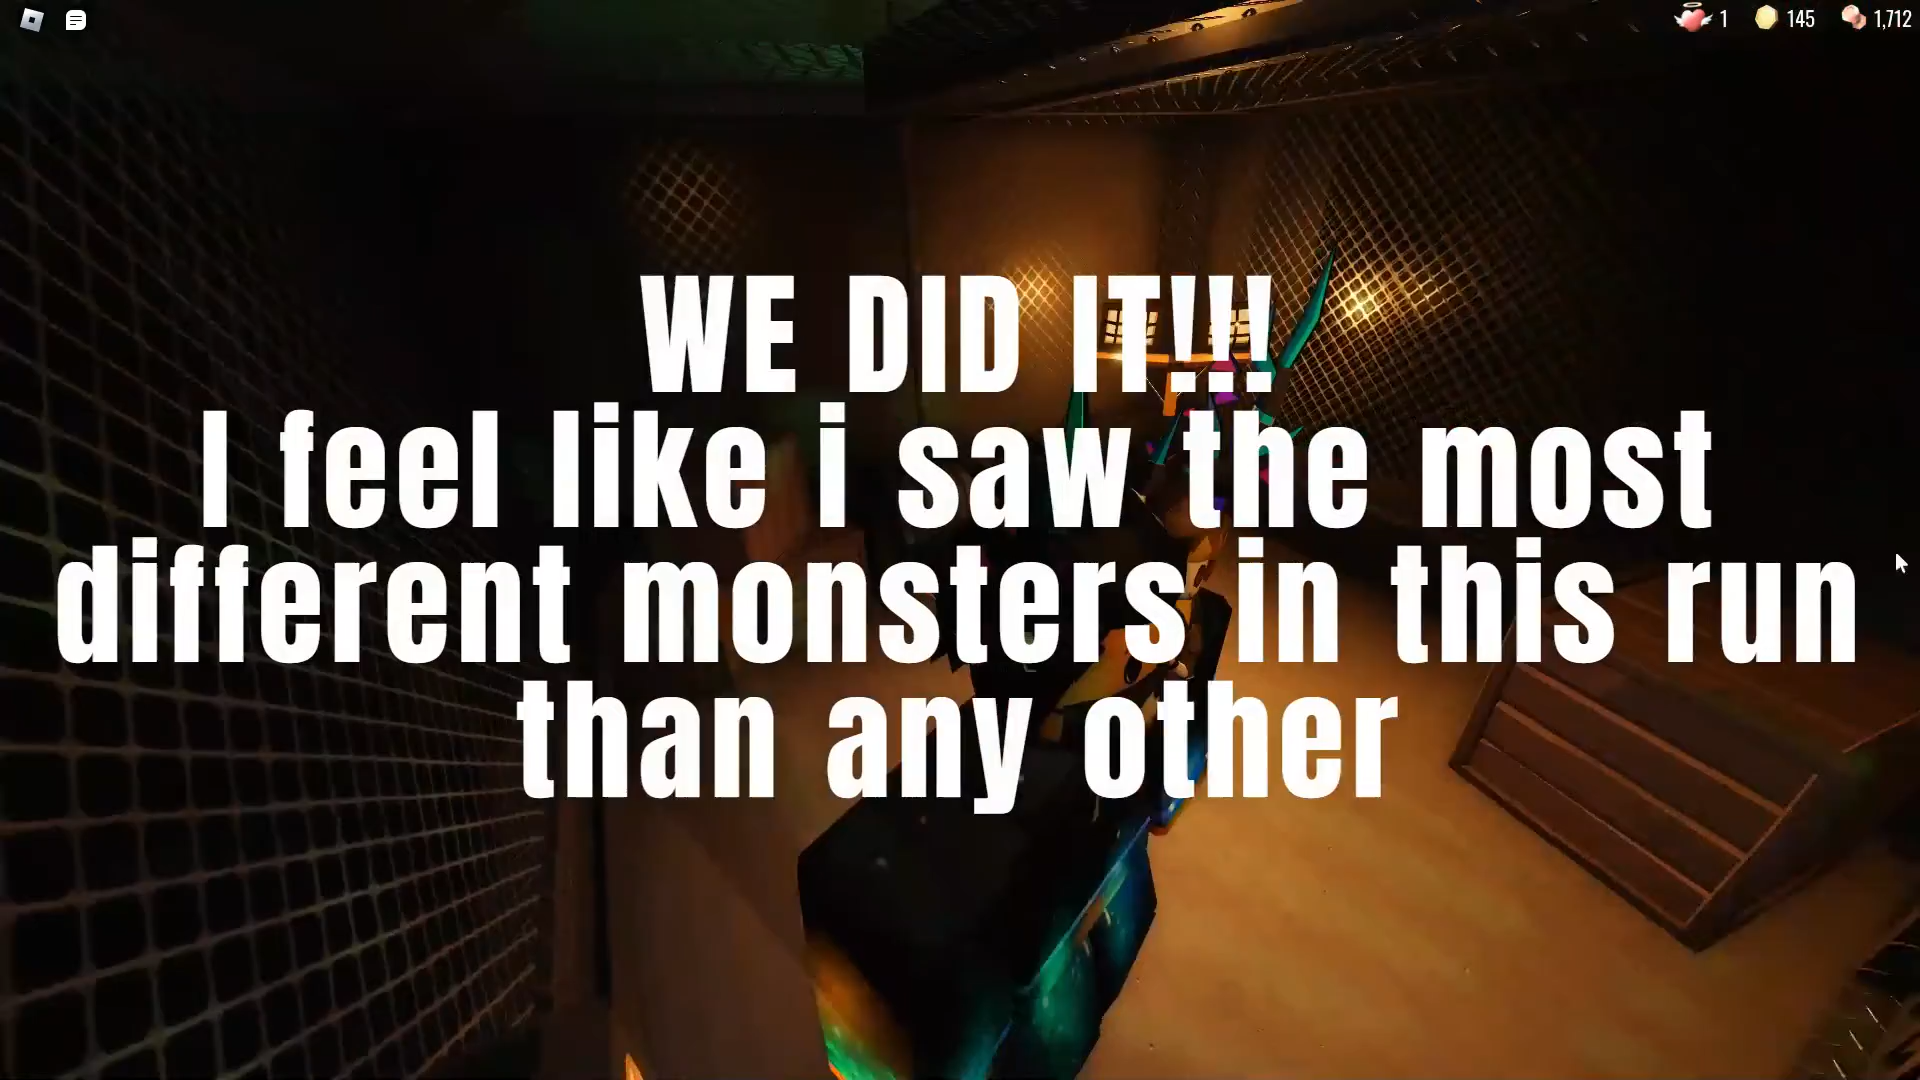 1 145 1,712
WE DID IT!!!
I feel like i saw the most
different monsters in this run
than any other